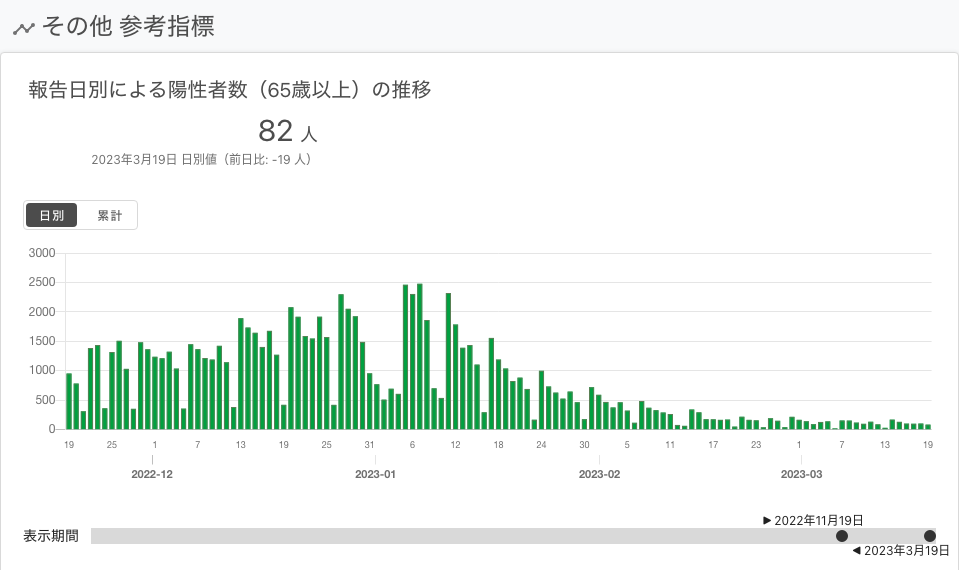 その他 参考指標
報告日別による陽性者数（65歳以上）の推移
82 人
2023年3月19日 日別値（前日比: -19 人）
日別 累計
3000
2500
2000
1500
1000
500
0
19 25 1 7 13 19 25 31 6 12 18 24 30 5 11 17 23 1 7 13 19
2022-12 2023-01 2023-02 2023-03
▶ 2022年11月19日
表示期間
◀ 2023年3月19日